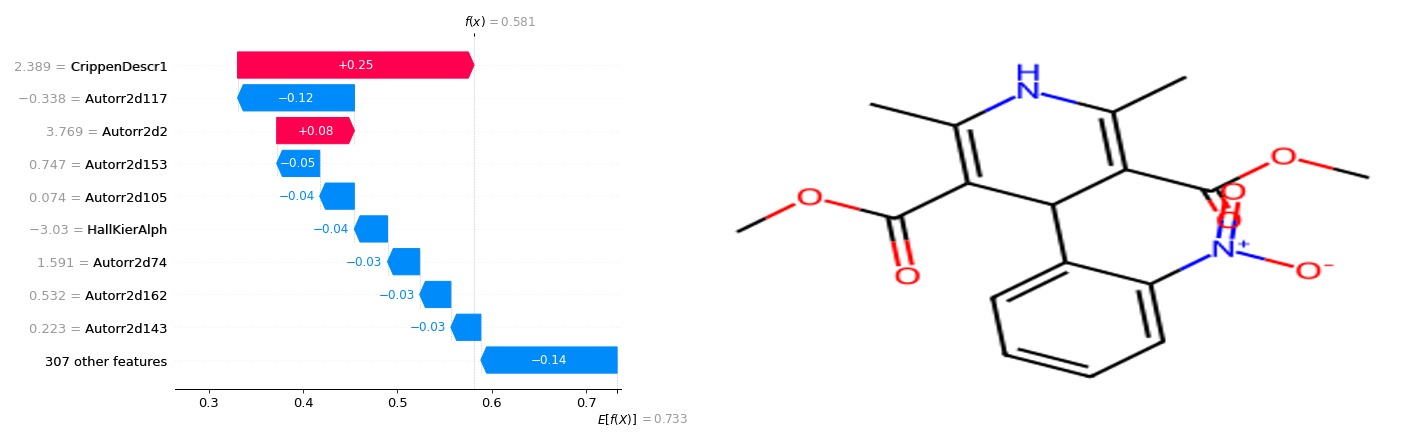 f(x) = 0.581
2.389 = CrippenDescr1
+0.25
−0.338 = Autorr2d117
−0.12
3.769 = Autorr2d2
+0.08
0.747 = Autorr2d153
−0.05
0.074 = Autorr2d105
−0.04
−3.03 = HallKierAlph
−0.04
1.591 = Autorr2d74
−0.03
0.532 = Autorr2d162
−0.03
0.223 = Autorr2d143
−0.03
307 other features
−0.14
0.3 0.4 0.5 0.6 0.7
E[f(X)] = 0.733
H
N
O
O
O
O
O
N⁺
O⁻
O